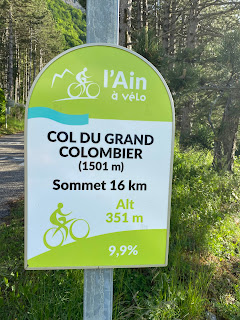 l'Ain
à vélo
COL DU GRAND
COLOMBIER
(1501 m)
Sommet 16 km
Alt
351 m
9,9%